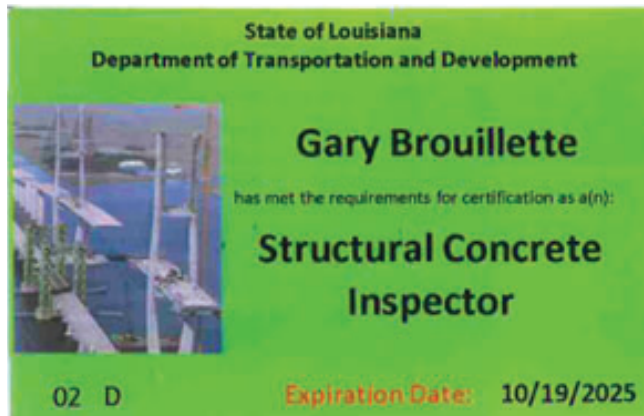 State of Louisiana
Department of Transportation and Development
Gary Brouillette
has met the requirements for certification as a(n):
Structural Concrete
Inspector
02 D
Expiration Date: 10/19/2025